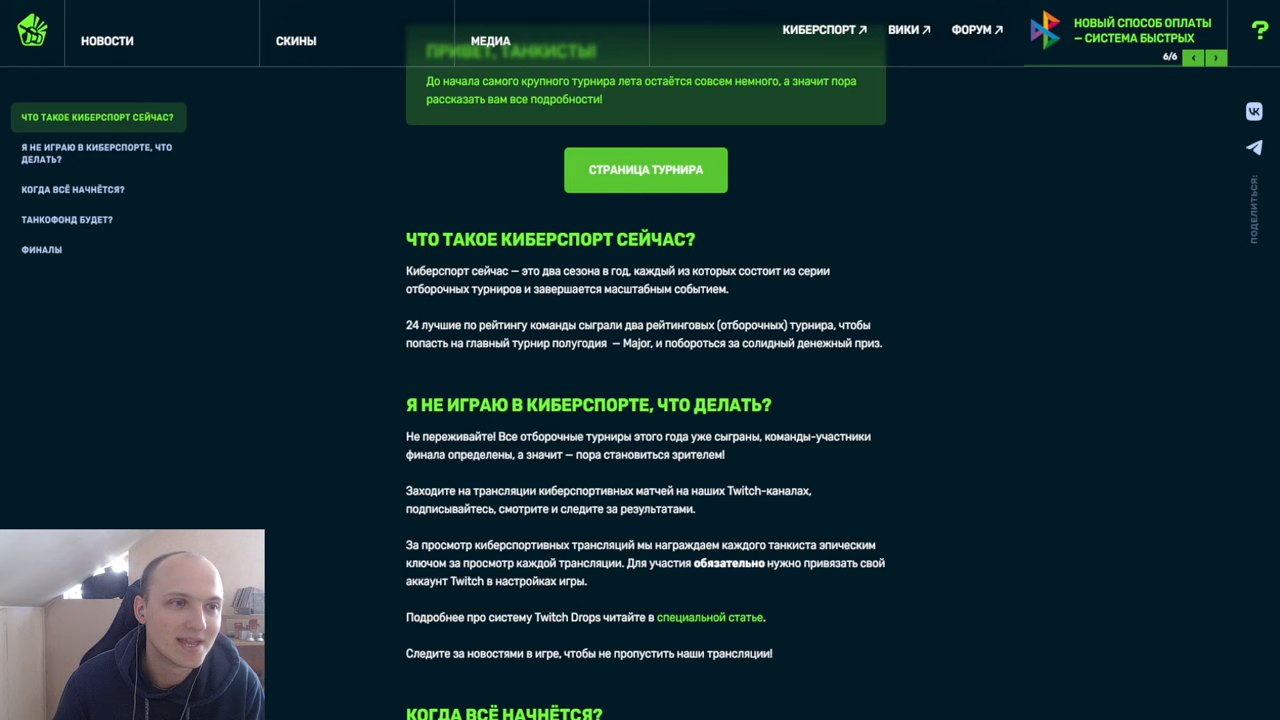 НОВОСТИ
СКИНЫ
МЕДИА
КИБЕРСПОРТ ↗
ВИКИ ↗
ФОРУМ ↗
НОВЫЙ СПОСОБ ОПЛАТЫ
— СИСТЕМА БЫСТРЫХ
6/6
?
ПРИВЕТ, ТАНКИСТЫ!
До начала самого крупного турнира лета остаётся совсем немного, а значит пора
рассказать вам все подробности!
ЧТО ТАКОЕ КИБЕРСПОРТ СЕЙЧАС?
Я НЕ ИГРАЮ В КИБЕРСПОРТЕ, ЧТО
ДЕЛАТЬ?
КОГДА ВСЁ НАЧНЁТСЯ?
ТАНКОФОНД БУДЕТ?
ФИНАЛЫ
СТРАНИЦА ТУРНИРА
ЧТО ТАКОЕ КИБЕРСПОРТ СЕЙЧАС?
Киберспорт сейчас — это два сезона в год, каждый из которых состоит из серии
отборочных турниров и завершается масштабным событием.
24 лучшие по рейтингу команды сыграли два рейтинговых (отборочных) турнира, чтобы
попасть на главный турнир полугодия — Major, и побороться за солидный денежный приз.
Я НЕ ИГРАЮ В КИБЕРСПОРТЕ, ЧТО ДЕЛАТЬ?
Не переживайте! Все отборочные турниры этого года уже сыграны, команды-участники
финала определены, а значит — пора становиться зрителем!
Заходите на трансляции киберспортивных матчей на наших Twitch-каналах,
подписывайтесь, смотрите и следите за результатами.
За просмотр киберспортивных трансляций мы награждаем каждого танкиста эпическим
ключом за просмотр каждой трансляции. Для участия обязательно нужно привязать свой
аккаунт Twitch в настройках игры.
Подробнее про систему Twitch Drops читайте в специальной статье.
Следите за новостями в игре, чтобы не пропустить наши трансляции!
КОГДА ВСЁ НАЧНЁТСЯ?
ПОДЕЛИТЬСЯ: